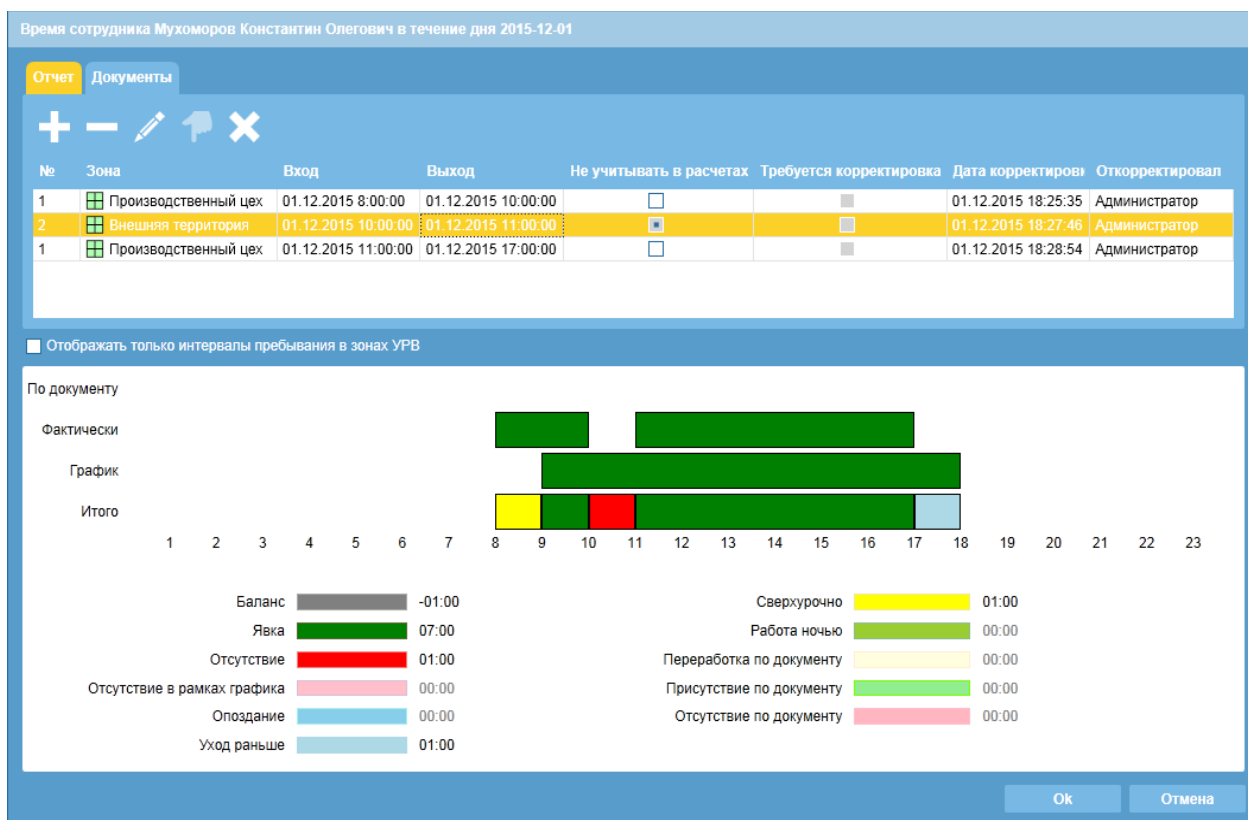 Время сотрудника Мухоморов Константин Олегович в течение дня 2015-12-01
Отчет Документы
№ Зона Вход Выход Не учитывать в расчетах Требуется корректировка Дата корректировки Откорректировал
1 Производственный цех 01.12.2015 8:00:00 01.12.2015 10:00:00 01.12.2015 18:25:35 Администратор
2 Внешняя территория 01.12.2015 10:00:00 01.12.2015 11:00:00 01.12.2015 18:27:46 Администратор
1 Производственный цех 01.12.2015 11:00:00 01.12.2015 17:00:00 01.12.2015 18:28:54 Администратор
Отображать только интервалы пребывания в зонах УРВ
По документу
Фактически
График
Итого
1 2 3 4 5 6 7 8 9 10 11 12 13 14 15 16 17 18 19 20 21 22 23
Баланс -01:00 Сверхурочно 01:00
Явка 07:00 Работа ночью 00:00
Отсутствие 01:00 Переработка по документу 00:00
Отсутствие в рамках графика 00:00 Присутствие по документу 00:00
Опоздание 00:00 Отсутствие по документу 00:00
Уход раньше 01:00
Ok Отмена